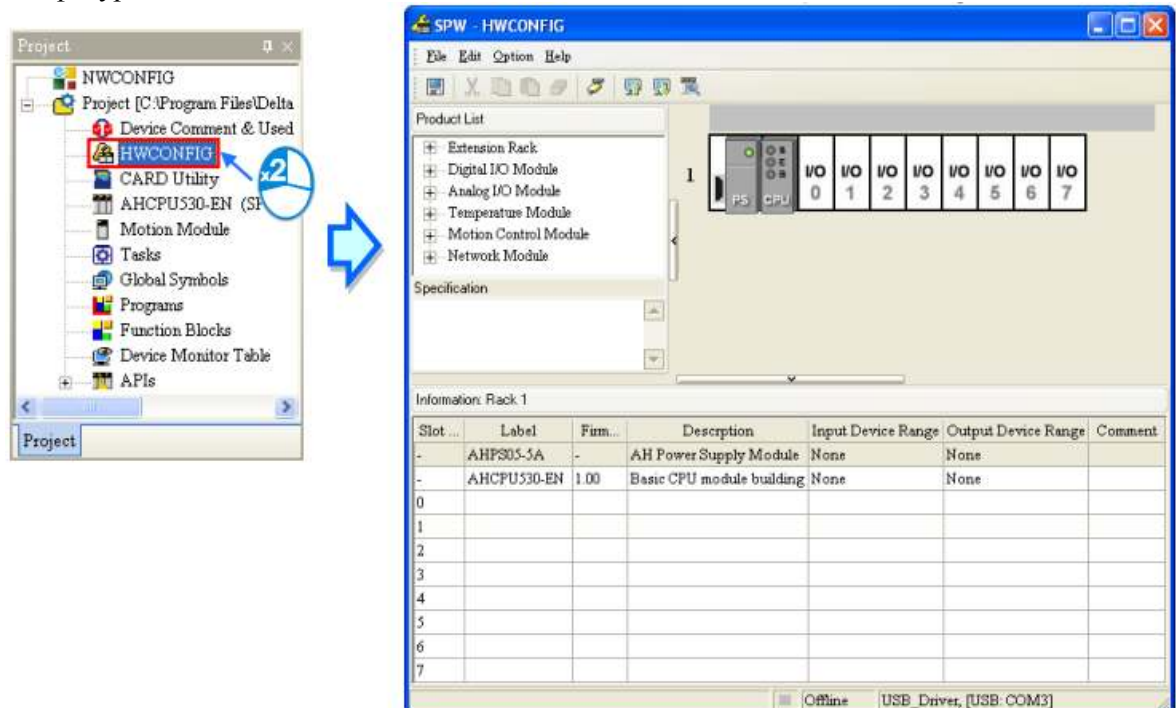 Project
NWCONFIG
Project [C:\Program Files\Delta
Device Comment & Used
HWCONFIG
CARD Utility
AHCPU530-EN (SI
Motion Module
Tasks
Global Symbols
Programs
Function Blocks
Device Monitor Table
APIs
Project
x2
SPW - HWCONFIG
File Edit Option Help
Product List
Extension Rack
Digital I/O Module
Analog I/O Module
Temperature Module
Motion Control Module
Network Module
Specification
1
PS CPU
I/O I/O I/O I/O I/O I/O I/O I/O
0 1 2 3 4 5 6 7
Information: Rack 1
Slot ... Label Firm... Descrption Input Device Range Output Device Range Comment
- AHPS05-5A - AH Power Supply Module None None
- AHCPU530-EN 1.00 Basic CPU module building None None
0
1
2
3
4
5
6
7
Offline USB_Driver, [USB: COM3]